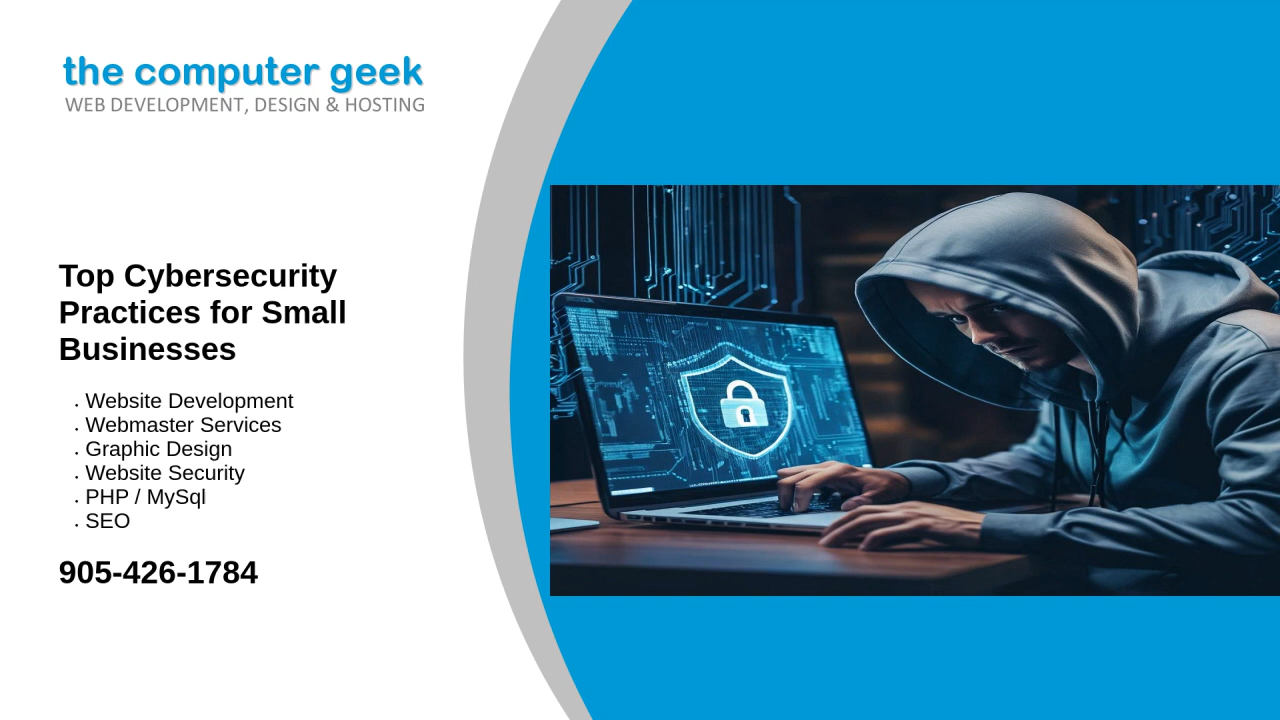 the computer geek
WEB DEVELOPMENT, DESIGN & HOSTING
Top Cybersecurity
Practices for Small
Businesses
· Website Development
· Webmaster Services
· Graphic Design
· Website Security
· PHP / MySql
· SEO
905-426-1784